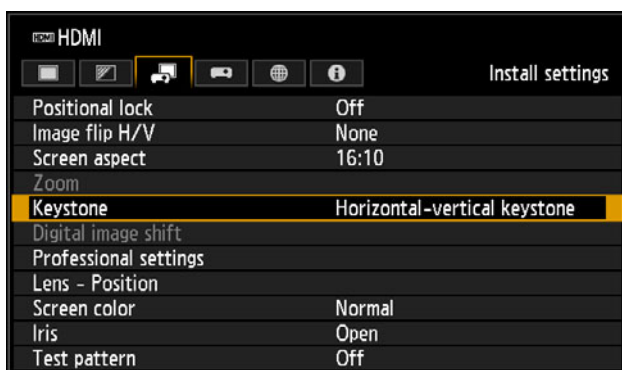 HDMI HDMI
Install settings
Positional lock Off
Image flip H/V None
Screen aspect 16:10
Zoom
Keystone Horizontal-vertical keystone
Digital image shift
Professional settings
Lens - Position
Screen color Normal
Iris Open
Test pattern Off